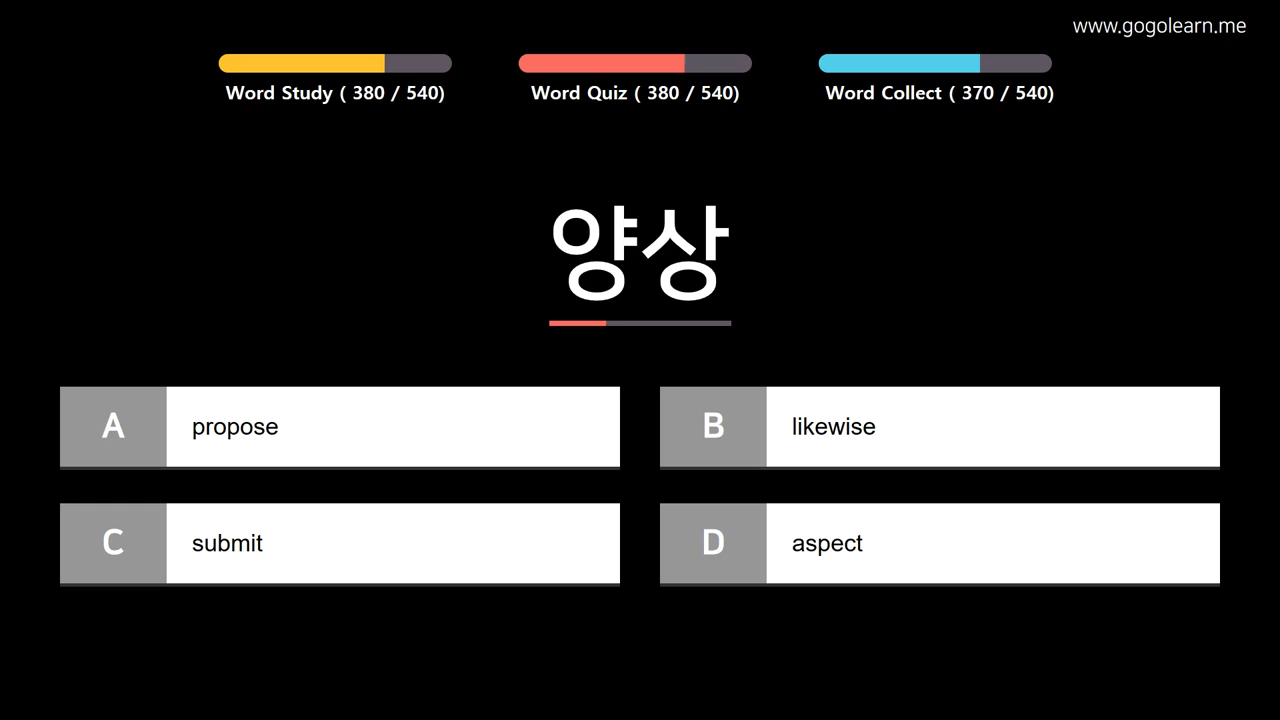 www.gogolearn.me
Word Study ( 380 / 540)
Word Quiz ( 380 / 540)
Word Collect ( 370 / 540)
양상
A propose
B likewise
C submit
D aspect